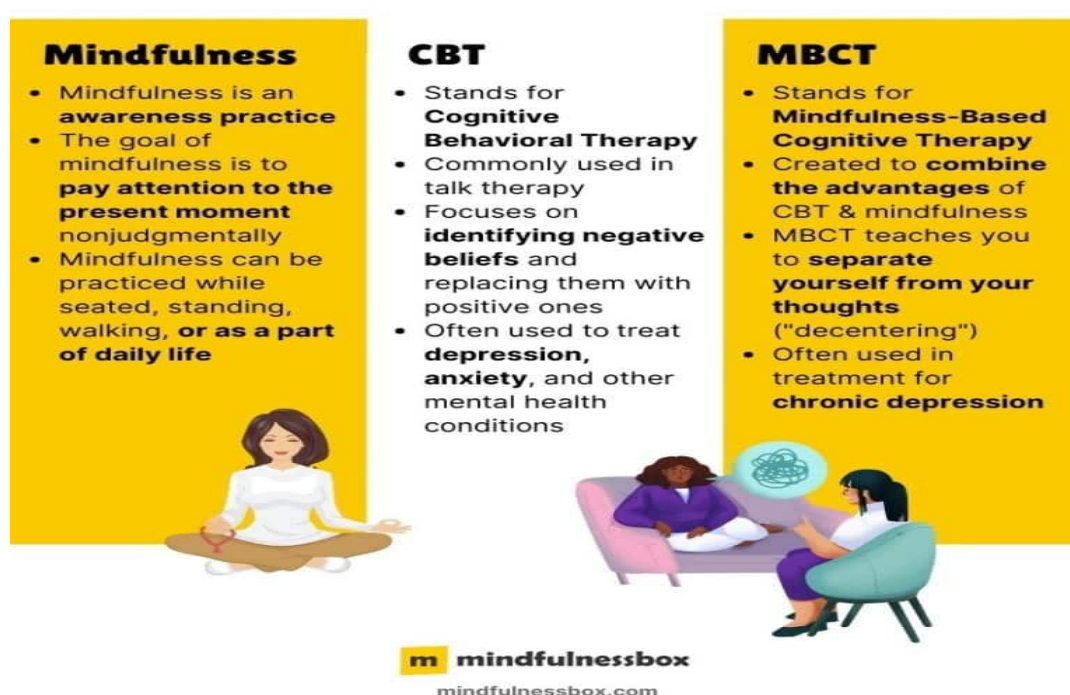 Mindfulness
• Mindfulness is an
awareness practice
• The goal of
mindfulness is to
pay attention to the
present moment
nonjudgmentally
• Mindfulness can be
practiced while
seated, standing,
walking, or as a part
of daily life
CBT
• Stands for
Cognitive
Behavioral Therapy
• Commonly used in
talk therapy
• Focuses on
identifying negative
beliefs and
replacing them with
positive ones
• Often used to treat
depression,
anxiety, and other
mental health
conditions
MBCT
• Stands for
Mindfulness-Based
Cognitive Therapy
• Created to combine
the advantages of
CBT & mindfulness
• MBCT teaches you
to separate
yourself from your
thoughts
("decentering")
• Often used in
treatment for
chronic depression
m mindfulnessbox
mindfulnessbox.com